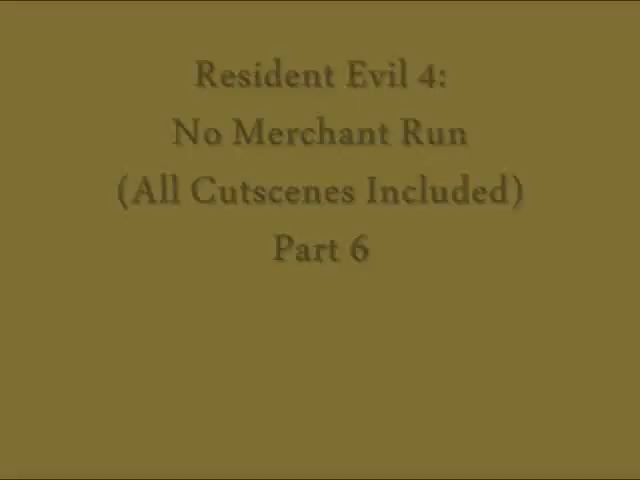 Resident Evil 4:
No Merchant Run
(All Cutscenes Included)
Part 6